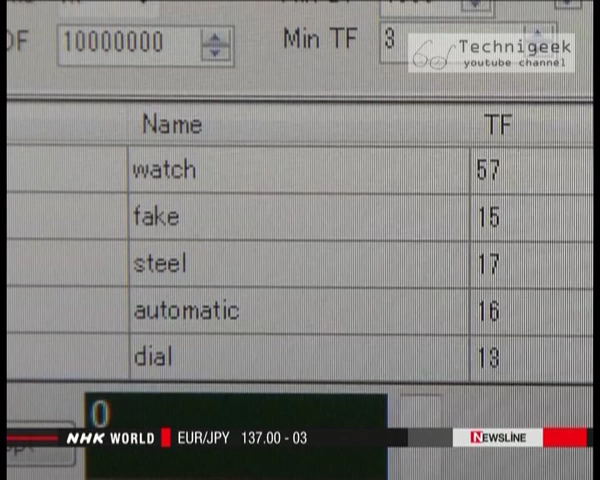 DF 10000000 Min TF 3
Technigeek
youtube channel
Name TF
watch 57
fake 15
steel 17
automatic 16
dial 13
0
NHK WORLD EUR/JPY 137.00 - 03 NEWSLINE